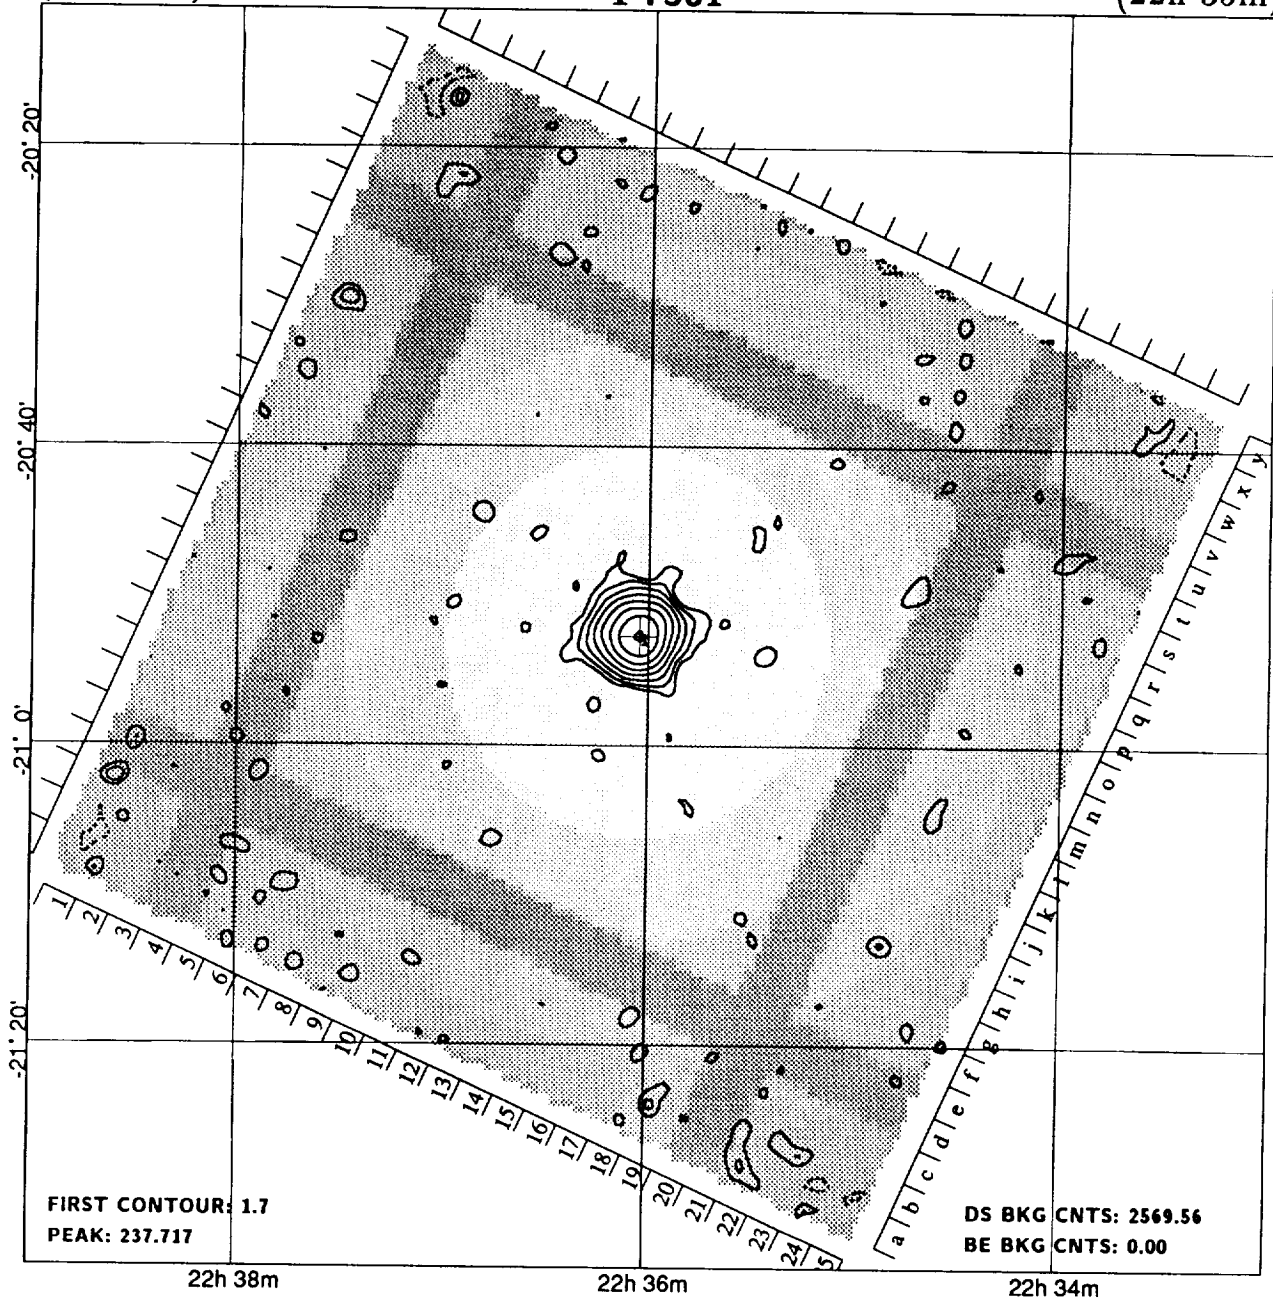 -20° 20'
-20° 40'
-21° 0'
-21° 20'
1 2 3 4 5 6 7 8 9 10 11 12 13 14 15 16 17 18 19 20 21 22 23 24
a b c d e f g h i j k l m n o p q r s t u v w x y
FIRST CONTOUR: 1.7
PEAK: 237.717
DS BKG CNTS: 2569.56
BE BKG CNTS: 0.00
22h 38m
22h 36m
22h 34m